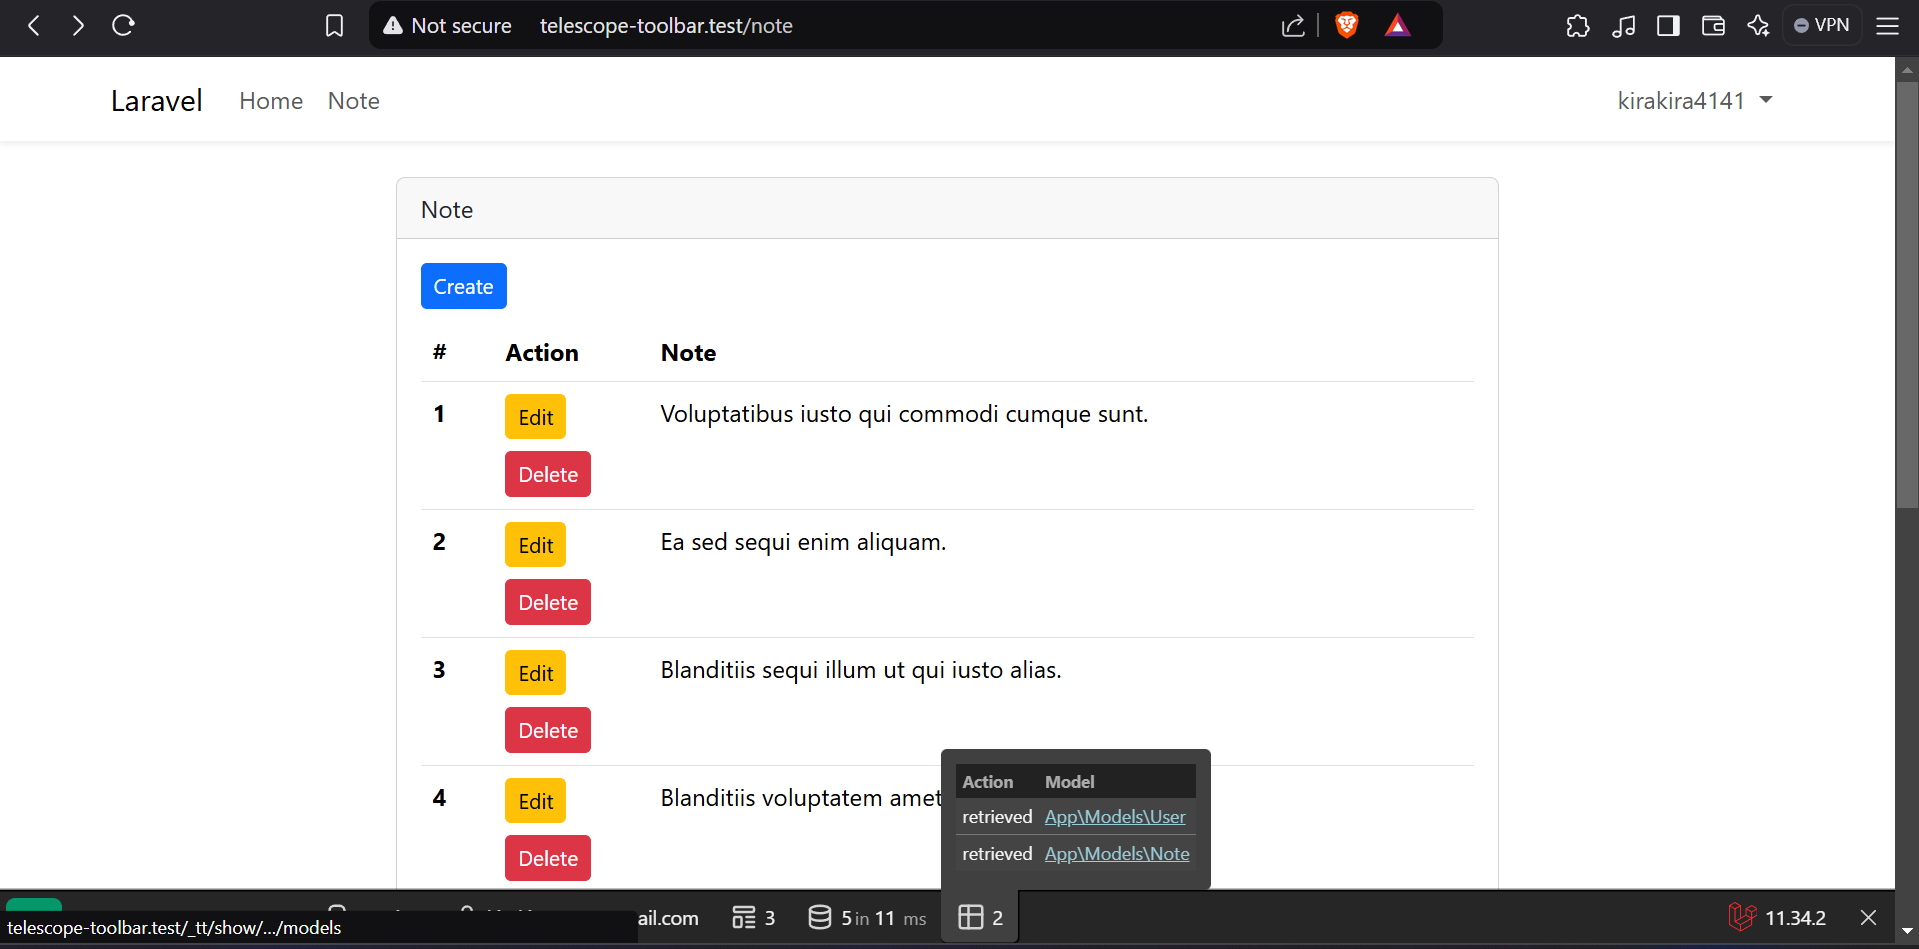 Not secure telescope-toolbar.test/note
VPN
Laravel Home Note kirakira4141
Note
Create
# Action Note
1 Edit Voluptatibus iusto qui commodi cumque sunt.
Delete
2 Edit Ea sed sequi enim aliquam.
Delete
3 Edit Blanditiis sequi illum ut qui iusto alias.
Delete
4 Edit Blanditiis voluptatem amet
Delete
Action Model
retrieved App\Models\User
retrieved App\Models\Note
ail.com 3 5 in 11 ms 2 11.34.2
telescope-toolbar.test/_tt/show/.../models